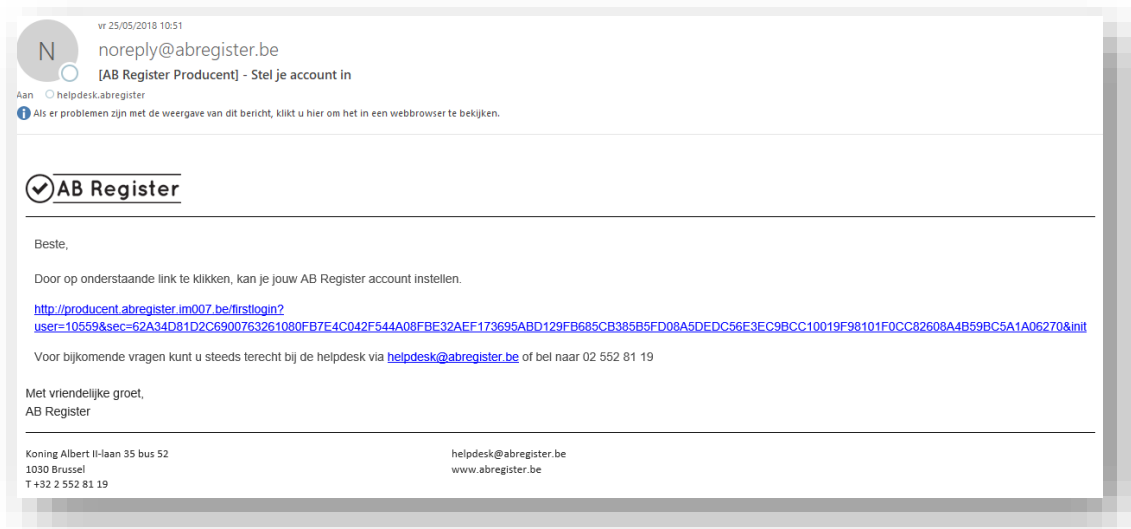 vr 25/05/2018 10:51
N
noreply@abregister.be
[AB Register Producent] - Stel je account in
Aan helpdesk.abregister
i Als er problemen zijn met de weergave van dit bericht, klikt u hier om het in een webbrowser te bekijken.
AB Register
Beste,
Door op onderstaande link te klikken, kan je jouw AB Register account instellen.
http://producent.abregister.im007.be/firstlogin?
user=10559&sec=62A34D81D2C6900763261080FB7E4C042F544A08FBE32AEF173695ABD129FB685CB385B5FD08A5DEDC56E3EC9BCC10019F98101F0CC82608A4B59BC5A1A06270&init
Voor bijkomende vragen kunt u steeds terecht bij de helpdesk via helpdesk@abregister.be of bel naar 02 552 81 19
Met vriendelijke groet,
AB Register
Koning Albert II-laan 35 bus 52
1030 Brussel
T +32 2 552 81 19
helpdesk@abregister.be
www.abregister.be